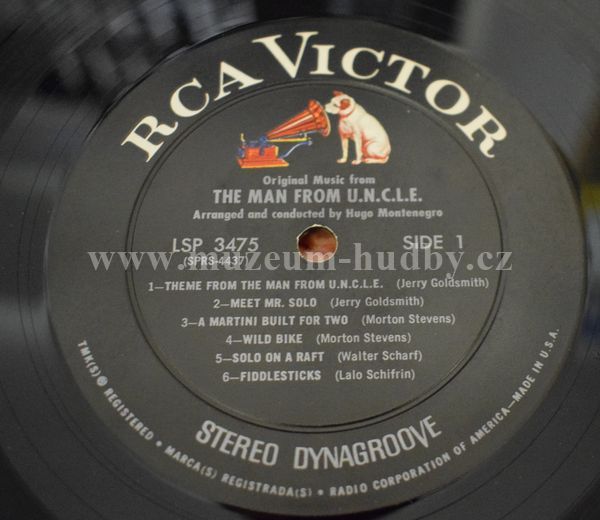 RCA VICTOR
Original Music from
THE MAN FROM U.N.C.L.E.
Arranged and conducted by Hugo Montenegro
LSP 3475
(SPRS-4437)
SIDE 1
www.muzeum-hudby.cz
1—THEME FROM THE MAN FROM U.N.C.L.E. (Jerry Goldsmith)
2—MEET MR. SOLO (Jerry Goldsmith)
3—A MARTINI BUILT FOR TWO (Morton Stevens)
4—WILD BIKE (Morton Stevens)
5—SOLO ON A RAFT (Walter Scharf)
6—FIDDLESTICKS (Lalo Schifrin)
STEREO DYNAGROOVE
TMK(S) ® REGISTERED • MARCA(S) REGISTRADA(S) • RADIO CORPORATION OF AMERICA—MADE IN U.S.A.